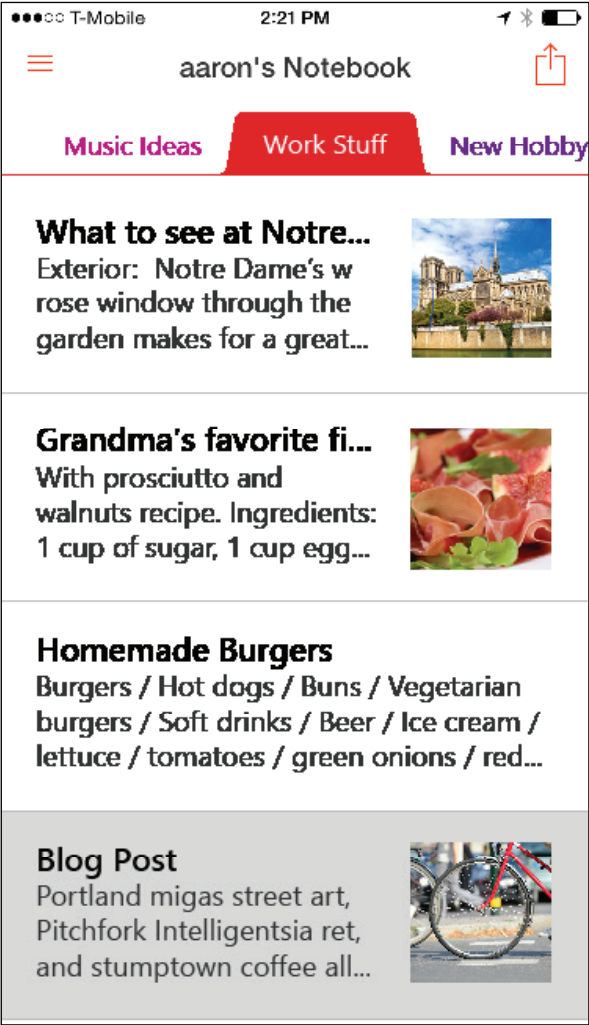 T-Mobile 2:21 PM
aaron's Notebook
Music Ideas Work Stuff New Hobby
What to see at Notre...
Exterior: Notre Dame's w
rose window through the
garden makes for a great...
Grandma's favorite fi...
With prosciutto and
walnuts recipe. Ingredients:
1 cup of sugar, 1 cup egg...
Homemade Burgers
Burgers / Hot dogs / Buns / Vegetarian
burgers / Soft drinks / Beer / Ice cream /
lettuce / tomatoes / green onions / red...
Blog Post
Portland migas street art,
Pitchfork Intelligentsia ret,
and stumptown coffee all...